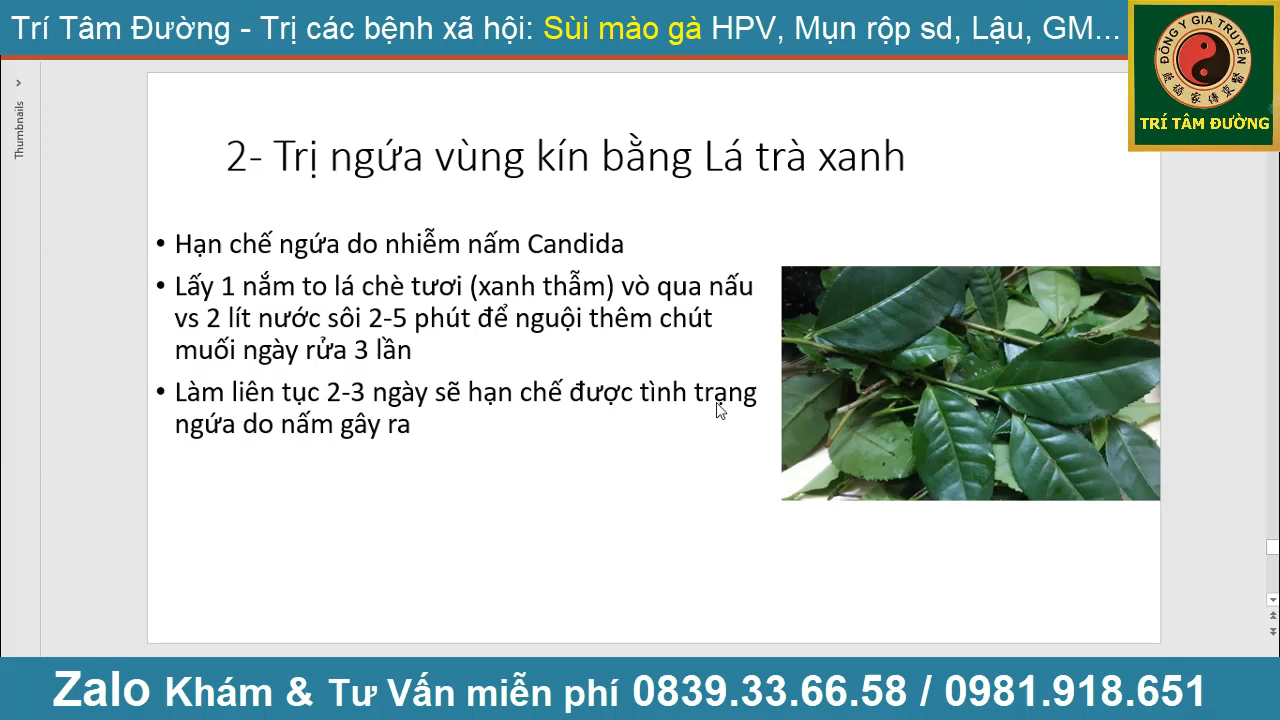 Trí Tâm Đường - Trị các bệnh xã hội: Sùi mào gà HPV, Mụn rộp sd, Lậu, GM...
ĐÔNG Y GIA TRUYỀN
TRÍ TÂM ĐƯỜNG
Thumbnails
2- Trị ngứa vùng kín bằng Lá trà xanh
• Hạn chế ngứa do nhiễm nấm Candida
• Lấy 1 nắm to lá chè tươi (xanh thẫm) vò qua nấu
vs 2 lít nước sôi 2-5 phút để nguội thêm chút
muối ngày rửa 3 lần
• Làm liên tục 2-3 ngày sẽ hạn chế được tình trạng
ngứa do nấm gây ra
Zalo Khám & Tư Vấn miễn phí 0839.33.66.58 / 0981.918.651